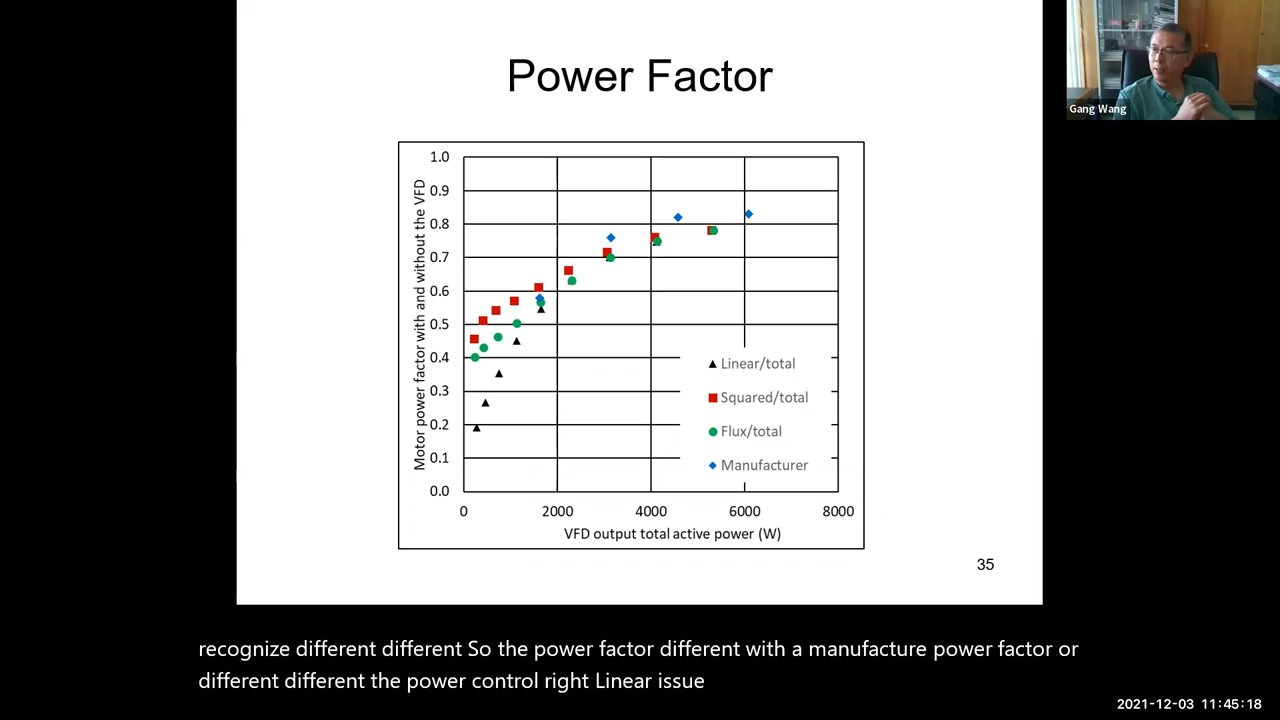 Power Factor
Gang Wang
Motor power factor with and without the VFD
1.0
0.9
0.8
0.7
0.6
0.5
0.4
0.3
0.2
0.1
0.0
Linear/total
Squared/total
Flux/total
Manufacturer
0 2000 4000 6000 8000
VFD output total active power (W)
35
recognize different different So the power factor different with a manufacture power factor or
different different the power control right Linear issue
2021-12-03 11:45:18